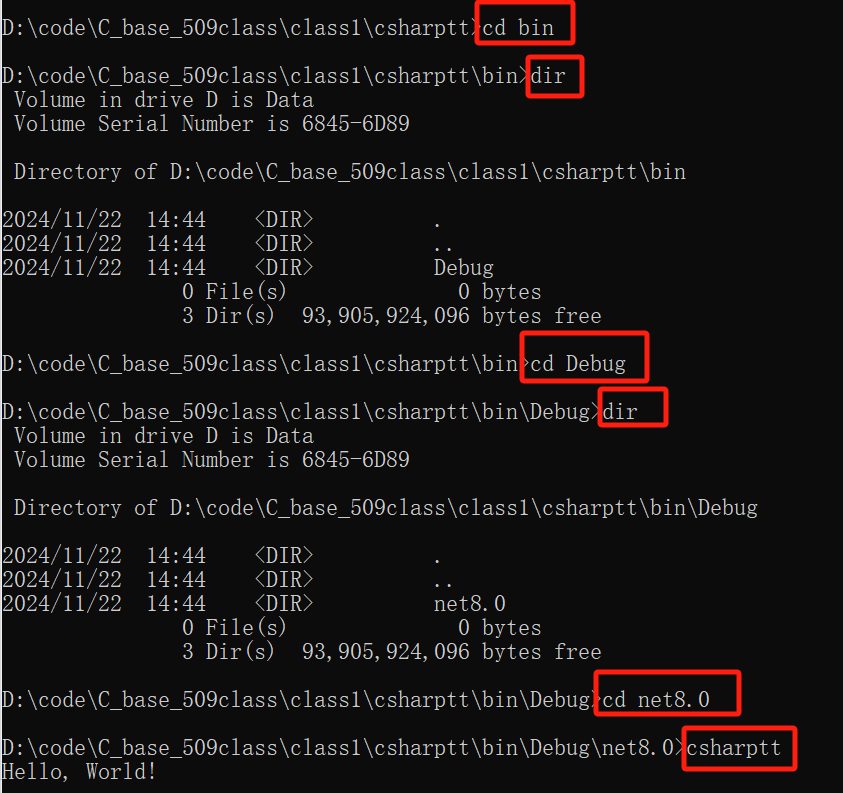 D:\code\C_base_509class\class1\csharptt>cd bin
D:\code\C_base_509class\class1\csharptt\bin>dir
Volume in drive D is Data
Volume Serial Number is 6845-6D89
Directory of D:\code\C_base_509class\class1\csharptt\bin
2024/11/22  14:44    <DIR>          .
2024/11/22  14:44    <DIR>          ..
2024/11/22  14:44    <DIR>          Debug
0 File(s)              0 bytes
3 Dir(s)  93,905,924,096 bytes free
D:\code\C_base_509class\class1\csharptt\bin>cd Debug
D:\code\C_base_509class\class1\csharptt\bin\Debug>dir
Volume in drive D is Data
Volume Serial Number is 6845-6D89
Directory of D:\code\C_base_509class\class1\csharptt\bin\Debug
2024/11/22  14:44    <DIR>          .
2024/11/22  14:44    <DIR>          ..
2024/11/22  14:44    <DIR>          net8.0
0 File(s)              0 bytes
3 Dir(s)  93,905,924,096 bytes free
D:\code\C_base_509class\class1\csharptt\bin\Debug>cd net8.0
D:\code\C_base_509class\class1\csharptt\bin\Debug\net8.0>csharptt
Hello, World!